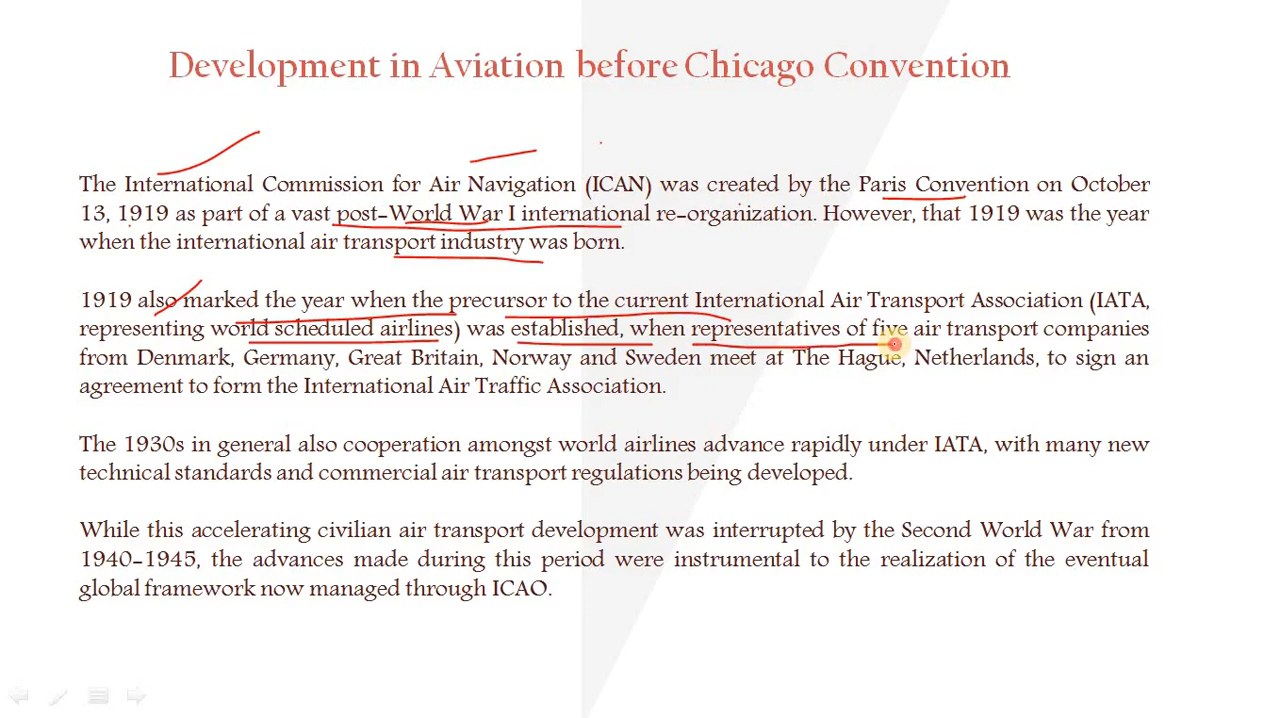 Development in Aviation before Chicago Convention
The International Commission for Air Navigation (ICAN) was created by the Paris Convention on October
13, 1919 as part of a vast post-World War I international re-organization. However, that 1919 was the year
when the international air transport industry was born.
1919 also marked the year when the precursor to the current International Air Transport Association (IATA,
representing world scheduled airlines) was established, when representatives of five air transport companies
from Denmark, Germany, Great Britain, Norway and Sweden meet at The Hague, Netherlands, to sign an
agreement to form the International Air Traffic Association.
The 1930s in general also cooperation amongst world airlines advance rapidly under IATA, with many new
technical standards and commercial air transport regulations being developed.
While this accelerating civilian air transport development was interrupted by the Second World War from
1940-1945, the advances made during this period were instrumental to the realization of the eventual
global framework now managed through ICAO.